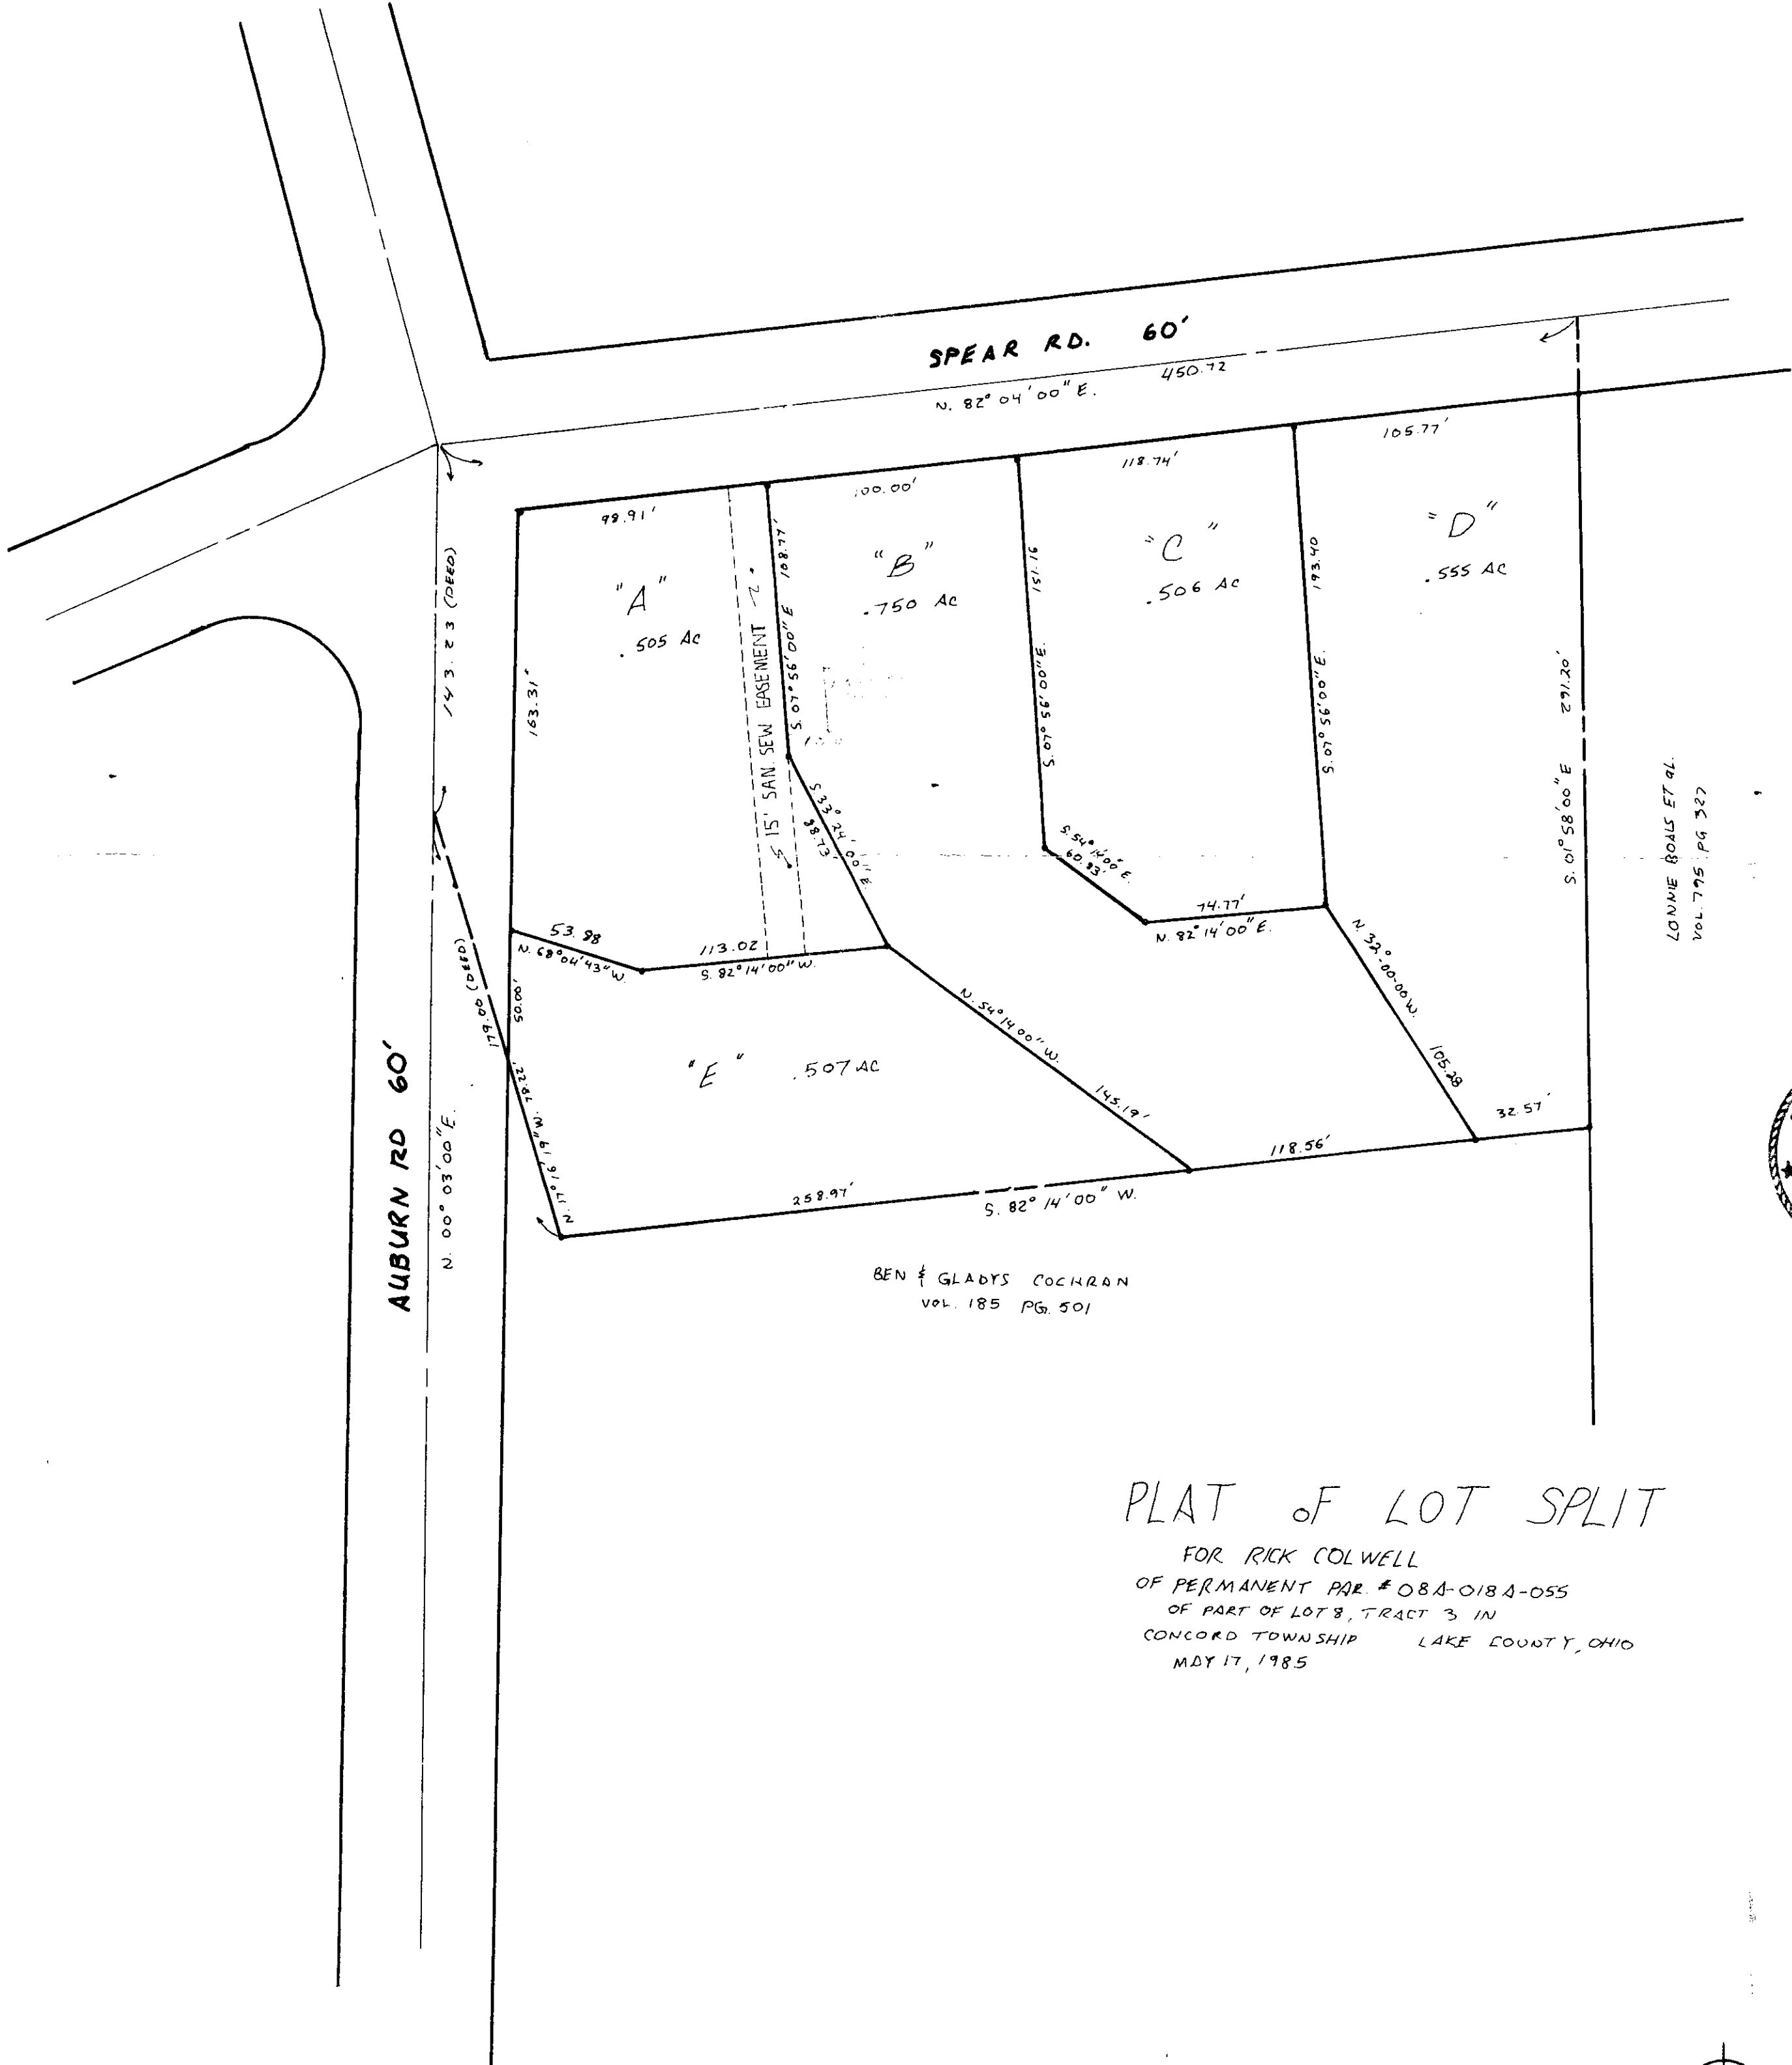 SPEAR RD. 60'
N. 82° 04' 00" E. 450.72
98.91'
100.00'
118.74'
105.77'
"A"
.505 AC
"B"
.750 AC
"C"
.506 AC
"D"
.555 AC
143.23 (DEED)
163.31'
15' SAN. SEW EASEMENT
S. 07° 56' 00" E 108.77'
S. 33° 24' 00" E.
98.73'
S. 07° 56' 00" E. 151.16
S. 54° 14' 00" E.
60.93'
74.77'
N. 82° 14' 00" E.
S. 07° 56' 00" E. 193.40
S. 01° 58' 00" E 291.20'
LONNIE BOALS ET AL.
VOL. 795 PG 327
53.88
N. 68° 04' 43" W.
113.02
S. 82° 14' 00" W.
179.00 (DEED)
50.00'
"E" .507 AC
N. 54° 14' 00" W.
145.19'
N. 32°-00-00 W.
105.28
32.57'
118.56'
N. 17° 16' 19" W. 78.22'
258.97'
S. 82° 14' 00" W.
AUBURN RD 60'
N 00° 03' 00" E.
BEN & GLADYS COCHRAN
VOL. 185 PG. 501
PLAT OF LOT SPLIT
FOR RICK COLWELL
OF PERMANENT PAR. # 08A-018A-055
OF PART OF LOT 8, TRACT 3 IN
CONCORD TOWNSHIP LAKE COUNTY, OHIO
MAY 17, 1985